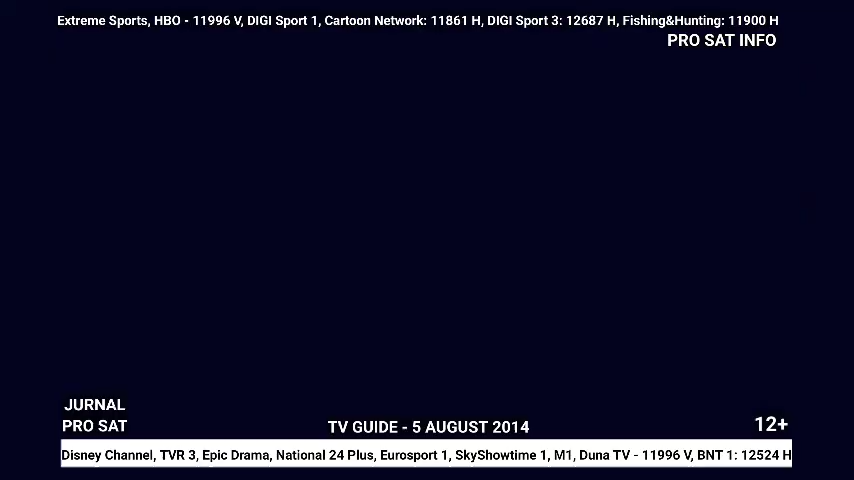 Extreme Sports, HBO - 11996 V, DIGI Sport 1, Cartoon Network: 11861 H, DIGI Sport 3: 12687 H, Fishing&Hunting: 11900 H
PRO SAT INFO
JURNAL
PRO SAT
TV GUIDE - 5 AUGUST 2014
12+
Disney Channel, TVR 3, Epic Drama, National 24 Plus, Eurosport 1, SkyShowtime 1, M1, Duna TV - 11996 V, BNT 1: 12524 H